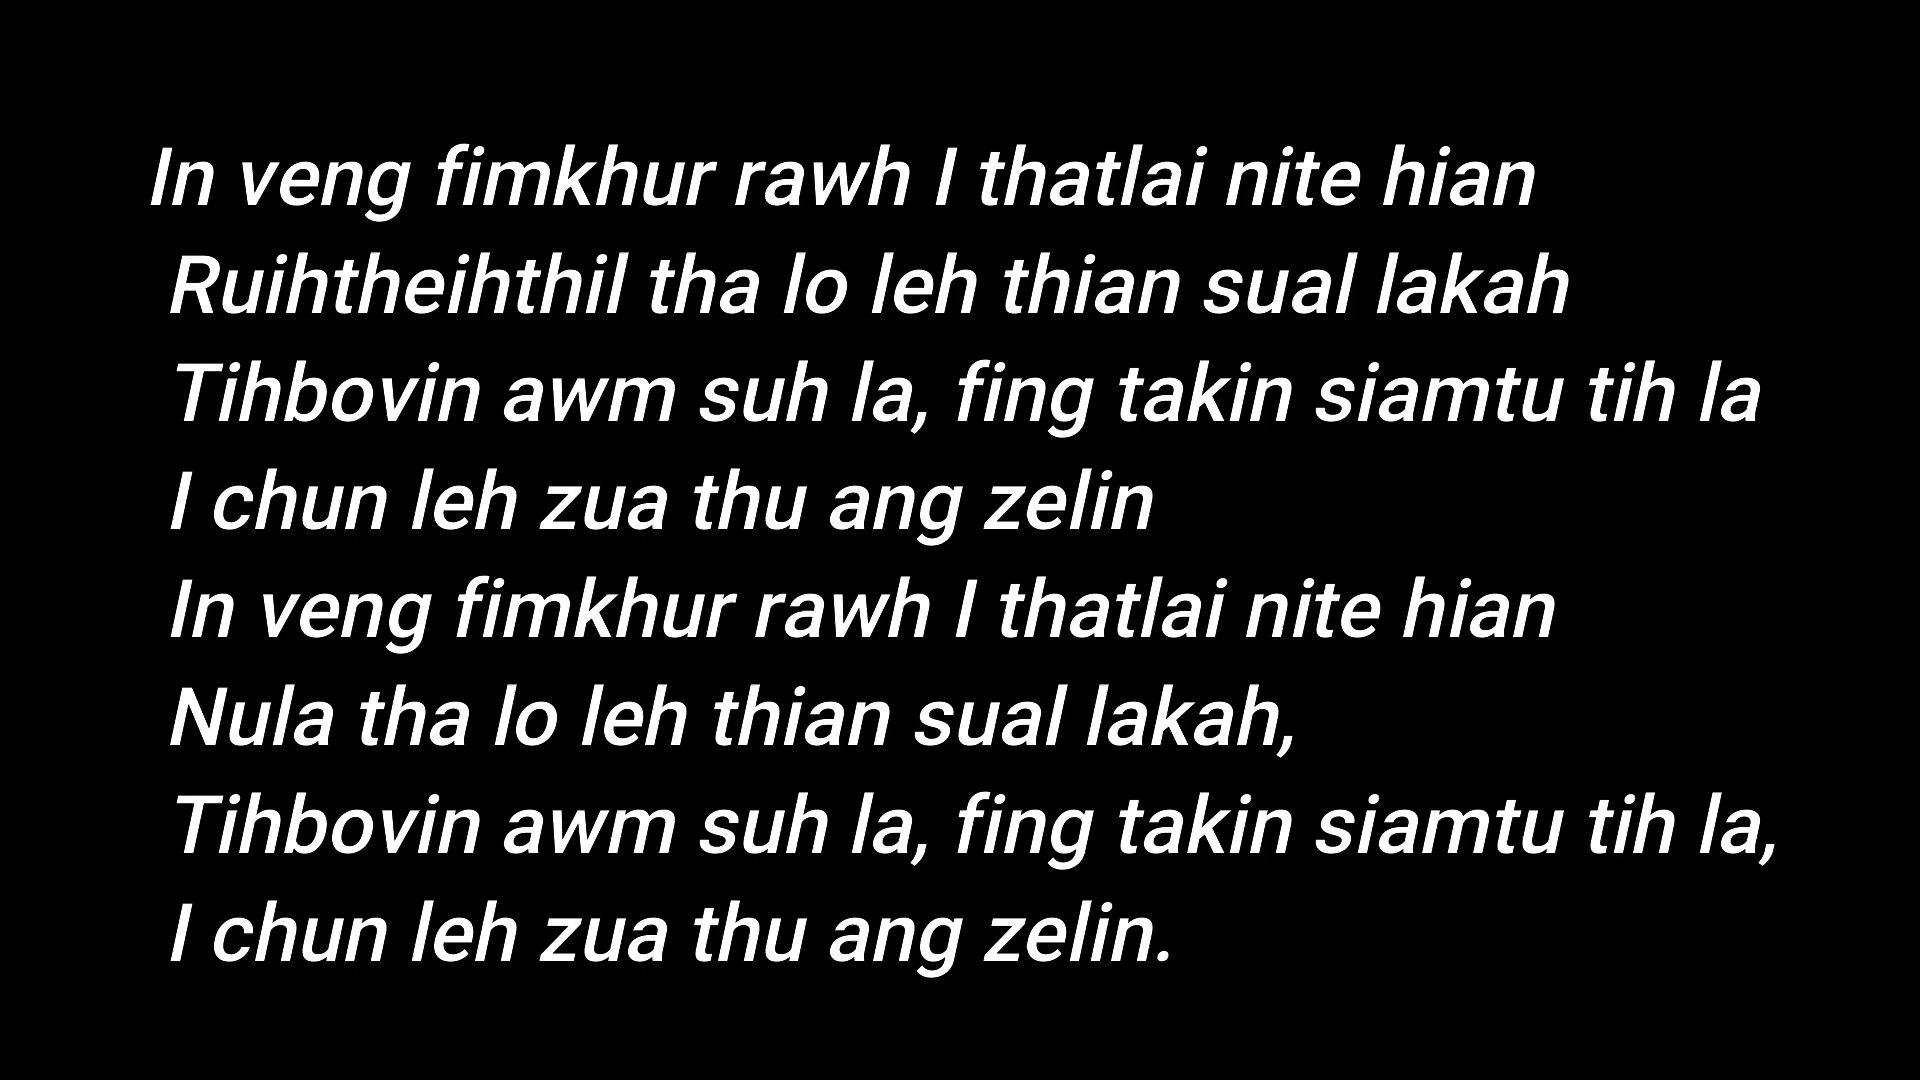 In veng fimkhur rawh I thatlai nite hian
Ruihtheihthil tha lo leh thian sual lakah
Tihbovin awm suh la, fing takin siamtu tih la
I chun leh zua thu ang zelin
In veng fimkhur rawh I thatlai nite hian
Nula tha lo leh thian sual lakah,
Tihbovin awm suh la, fing takin siamtu tih la,
I chun leh zua thu ang zelin.